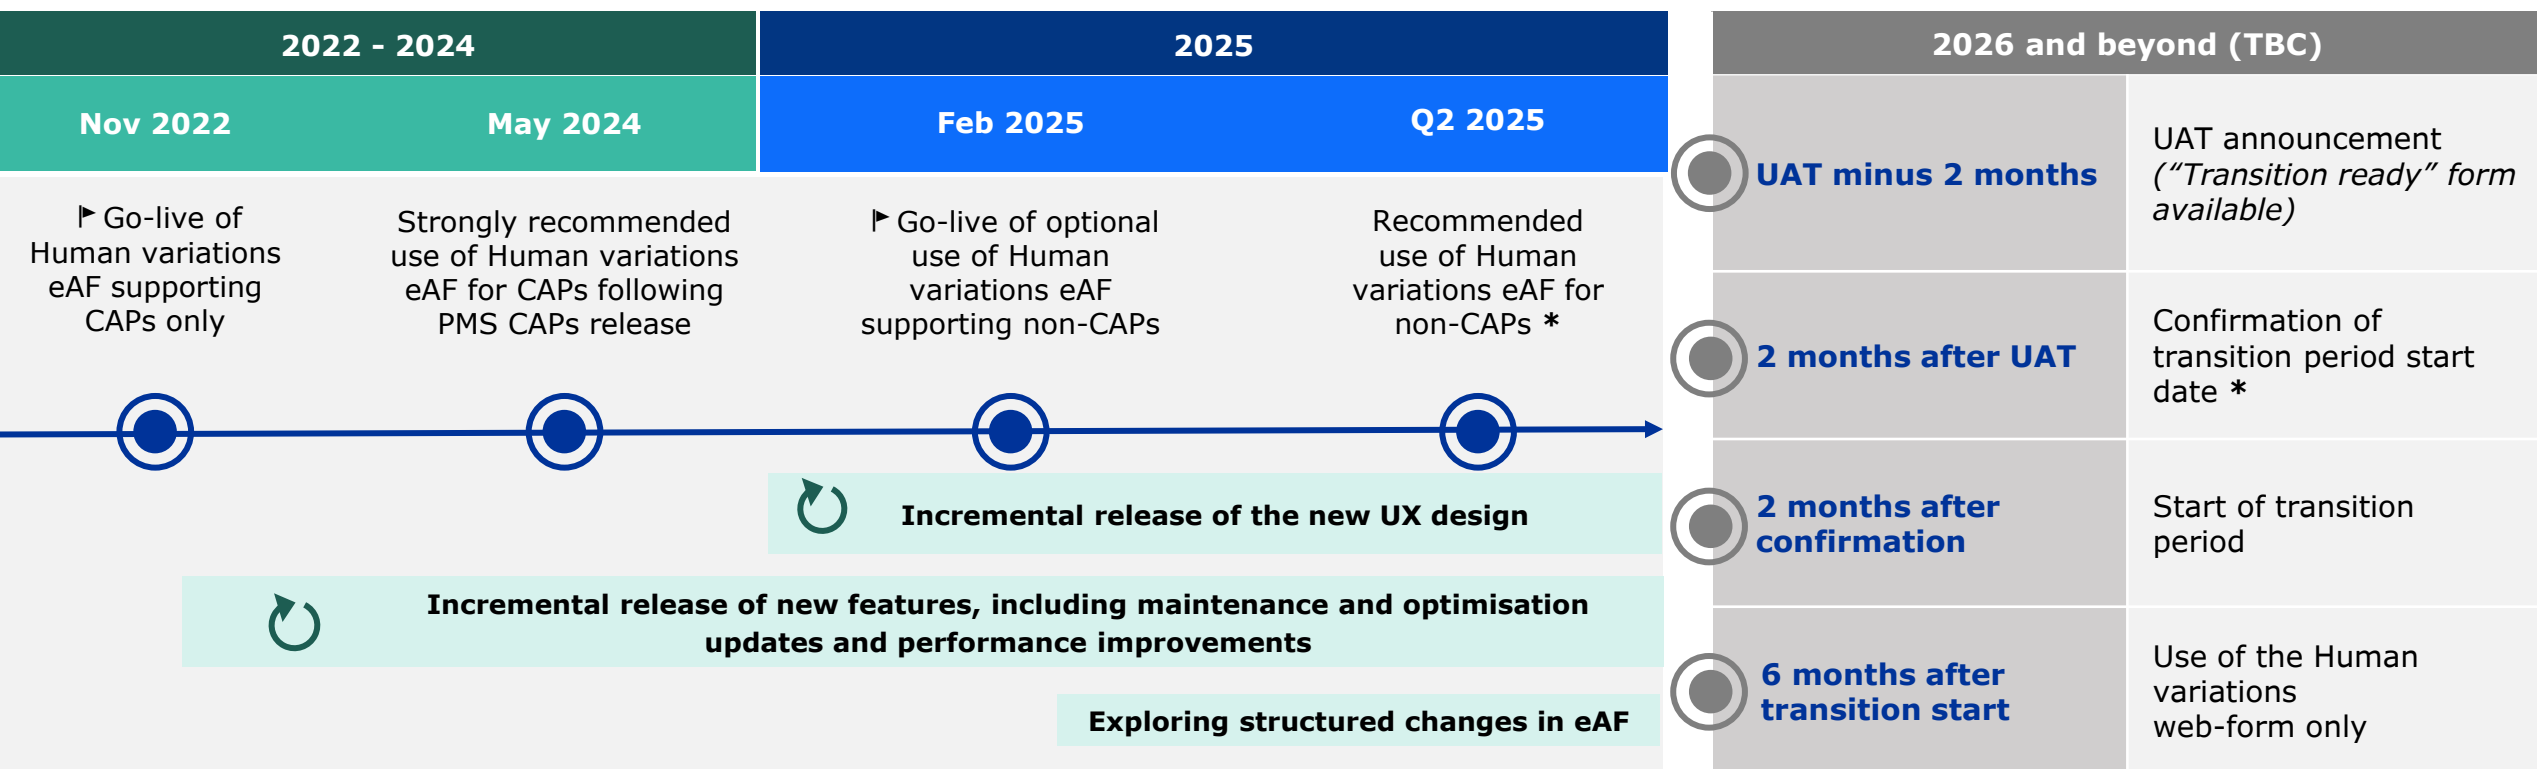 2022 - 2024
2025
2026 and beyond (TBC)
Nov 2022
May 2024
Feb 2025
Q2 2025
Go-live of
Human variations
eAF supporting
CAPs only
Strongly recommended
use of Human variations
eAF for CAPs following
PMS CAPs release
Go-live of optional
use of Human
variations eAF
supporting non-CAPs
Recommended
use of Human
variations eAF for
non-CAPs *
Incremental release of the new UX design
Incremental release of new features, including maintenance and optimisation
updates and performance improvements
Exploring structured changes in eAF
UAT minus 2 months
UAT announcement
(“Transition ready” form
available)
2 months after UAT
Confirmation of
transition period start
date *
2 months after
confirmation
Start of transition
period
6 months after
transition start
Use of the Human
variations
web-form only